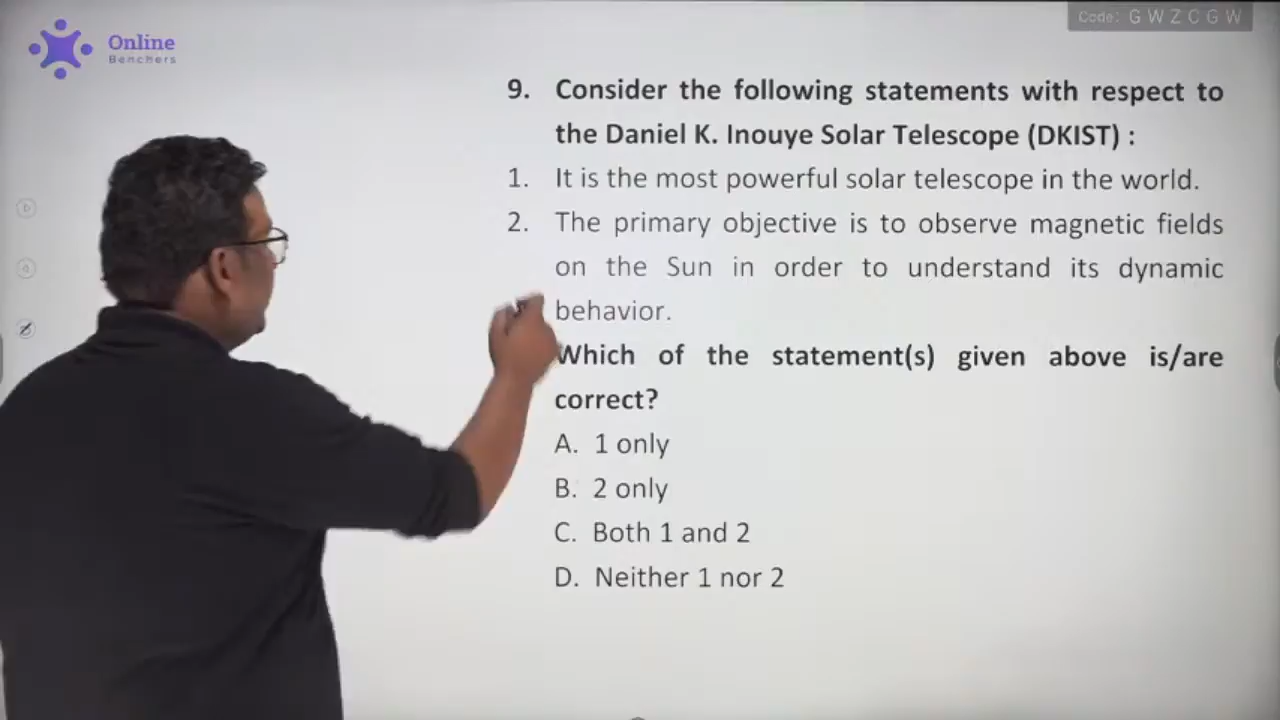 Online
Benchers
Code: G W Z C G W
9. Consider the following statements with respect to
the Daniel K. Inouye Solar Telescope (DKIST) :
1. It is the most powerful solar telescope in the world.
2. The primary objective is to observe magnetic fields
on the Sun in order to understand its dynamic
behavior.
Which of the statement(s) given above is/are
correct?
A. 1 only
B. 2 only
C. Both 1 and 2
D. Neither 1 nor 2